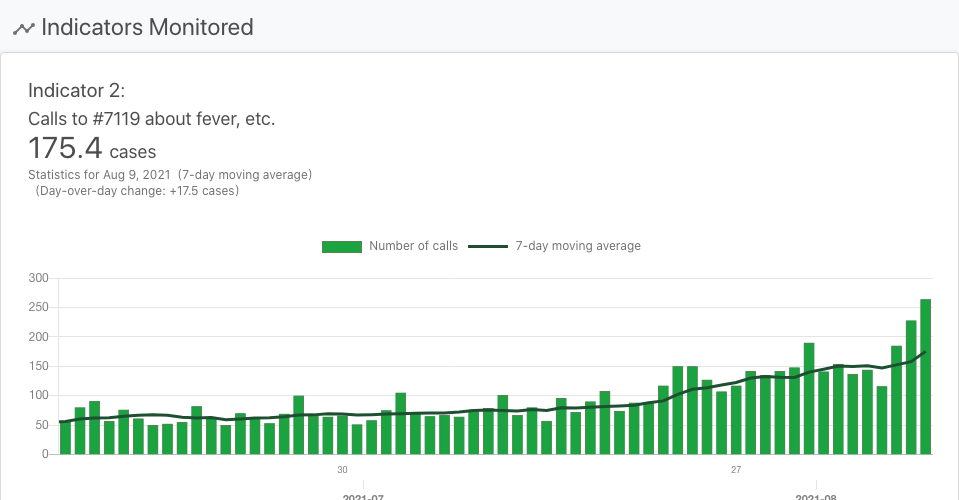 Indicators Monitored
Indicator 2:
Calls to #7119 about fever, etc.
175.4 cases
Statistics for Aug 9, 2021 (7-day moving average)
(Day-over-day change: +17.5 cases)
Number of calls 7-day moving average
300
250
200
150
100
50
0
30 27
2021-07 2021-08